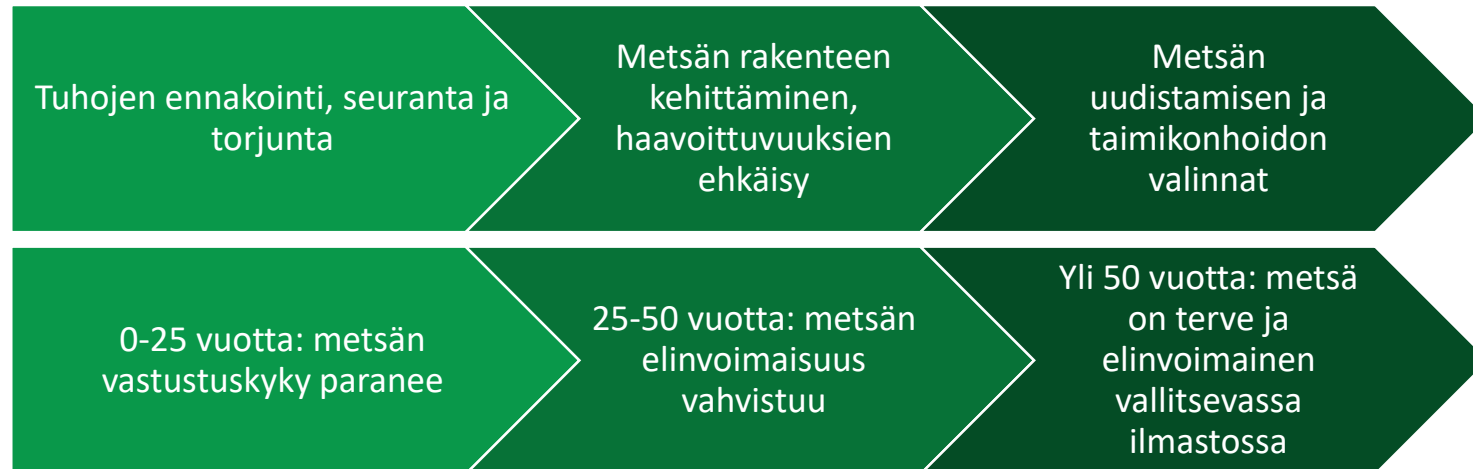 Tuhojen ennakointi, seuranta ja
torjunta
Metsän rakenteen
kehittäminen,
haavoittuvuuksien
ehkäisy
Metsän
uudistamisen ja
taimikonhoidon
valinnat
0-25 vuotta: metsän
vastustuskyky paranee
25-50 vuotta: metsän
elinvoimaisuus
vahvistuu
Yli 50 vuotta: metsä
on terve ja
elinvoimainen
vallitsevassa
ilmastossa